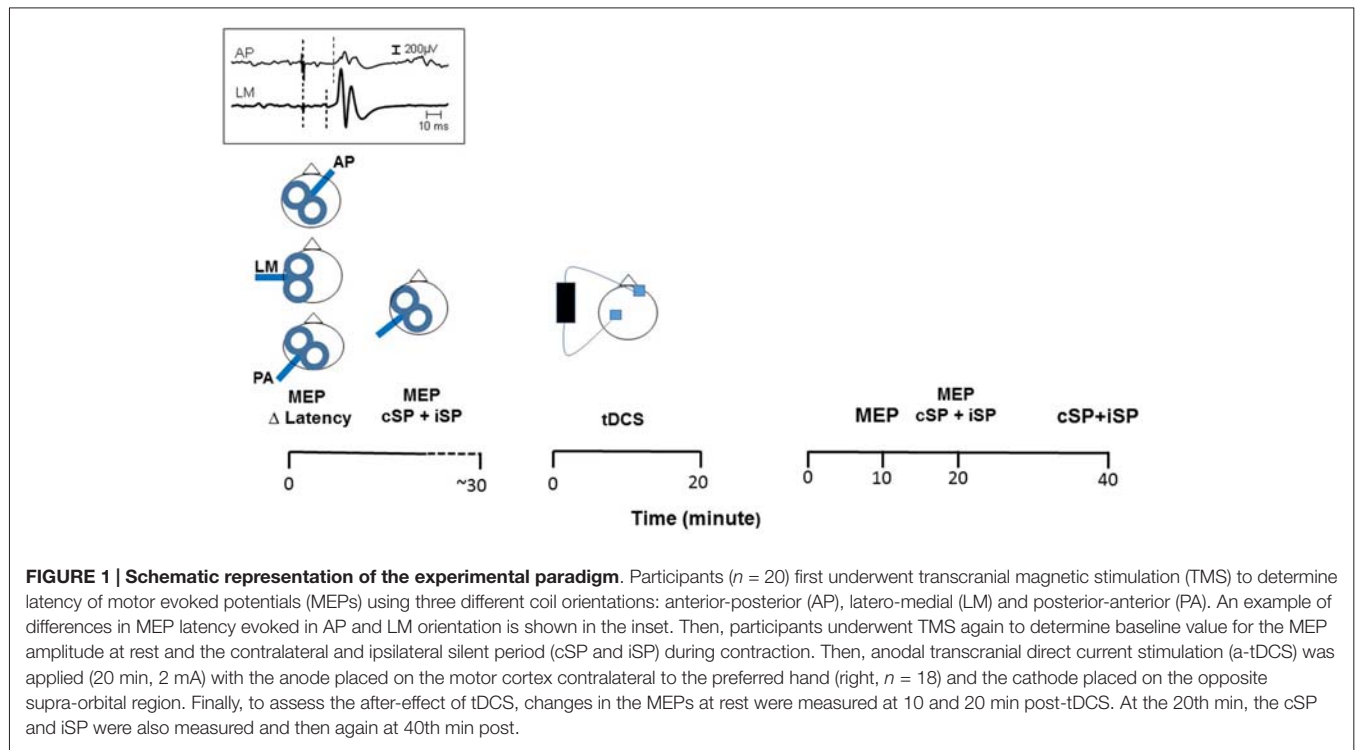 AP
200µV
LM
10 ms
AP
LM
PA
MEP
Δ Latency
MEP
cSP + iSP
tDCS
MEP
MEP
cSP + iSP
cSP+iSP
0
~30
0
20
0
10
20
40
Time (minute)
FIGURE 1 | Schematic representation of the experimental paradigm. Participants (n = 20) first underwent transcranial magnetic stimulation (TMS) to determine
latency of motor evoked potentials (MEPs) using three different coil orientations: anterior-posterior (AP), latero-medial (LM) and posterior-anterior (PA). An example of
differences in MEP latency evoked in AP and LM orientation is shown in the inset. Then, participants underwent TMS again to determine baseline value for the MEP
amplitude at rest and the contralateral and ipsilateral silent period (cSP and iSP) during contraction. Then, anodal transcranial direct current stimulation (a-tDCS) was
applied (20 min, 2 mA) with the anode placed on the motor cortex contralateral to the preferred hand (right, n = 18) and the cathode placed on the opposite
supra-orbital region. Finally, to assess the after-effect of tDCS, changes in the MEPs at rest were measured at 10 and 20 min post-tDCS. At the 20th min, the cSP
and iSP were also measured and then again at 40th min post.